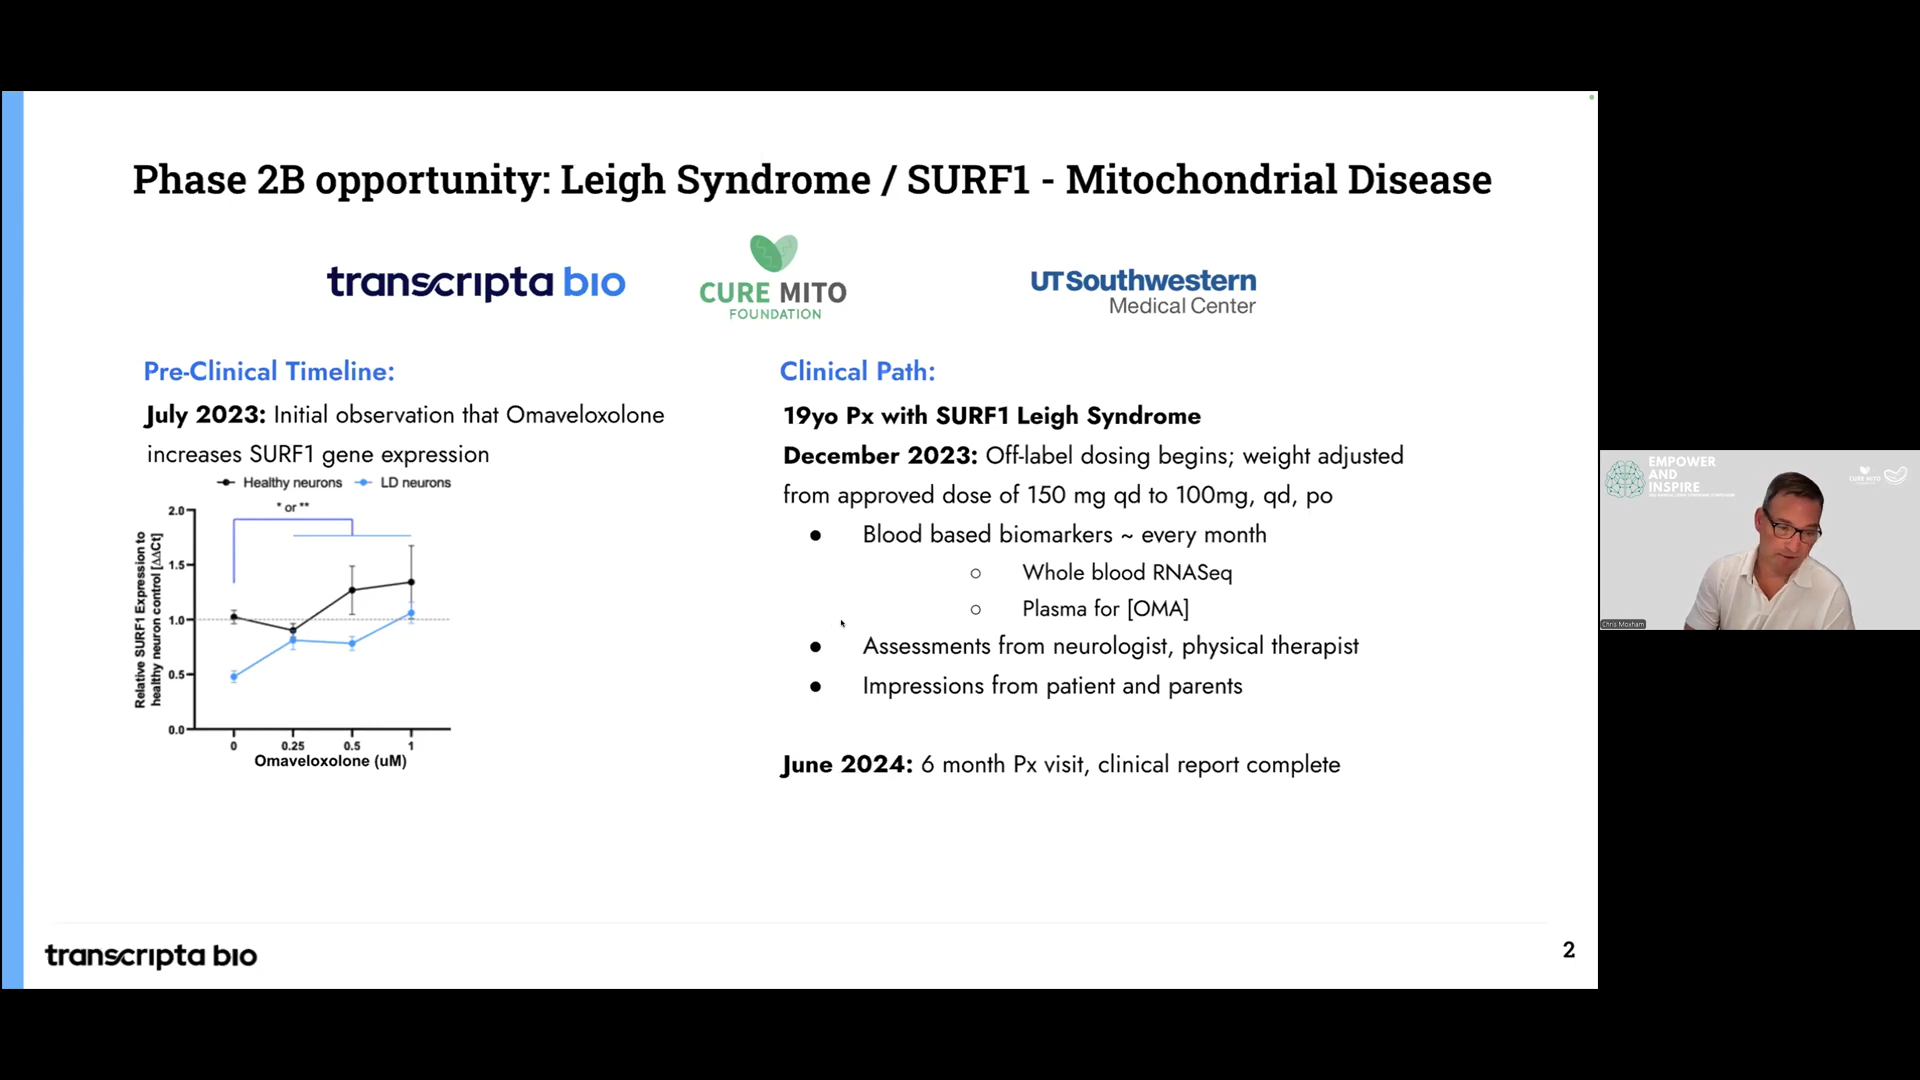 Phase 2B opportunity: Leigh Syndrome / SURF1 - Mitochondrial Disease
transcripta bio
CURE MITO
FOUNDATION
UTSouthwestern
Medical Center
Pre-Clinical Timeline:
July 2023: Initial observation that Omaveloxolone
increases SURF1 gene expression
Healthy neurons
LD neurons
* or **
Relative SURF1 Expression to
healthy neuron control [ΔΔCt]
2.0
1.5
1.0
0.5
0.0
0
0.25
0.5
1
Omaveloxolone (uM)
Clinical Path:
19yo Px with SURF1 Leigh Syndrome
December 2023: Off-label dosing begins; weight adjusted
from approved dose of 150 mg qd to 100mg, qd, po
● Blood based biomarkers ~ every month
○ Whole blood RNASeq
○ Plasma for [OMA]
● Assessments from neurologist, physical therapist
● Impressions from patient and parents
June 2024: 6 month Px visit, clinical report complete
transcripta bio
2
EMPOWER
AND
INSPIRE
CURE MITO
Chris Moxham